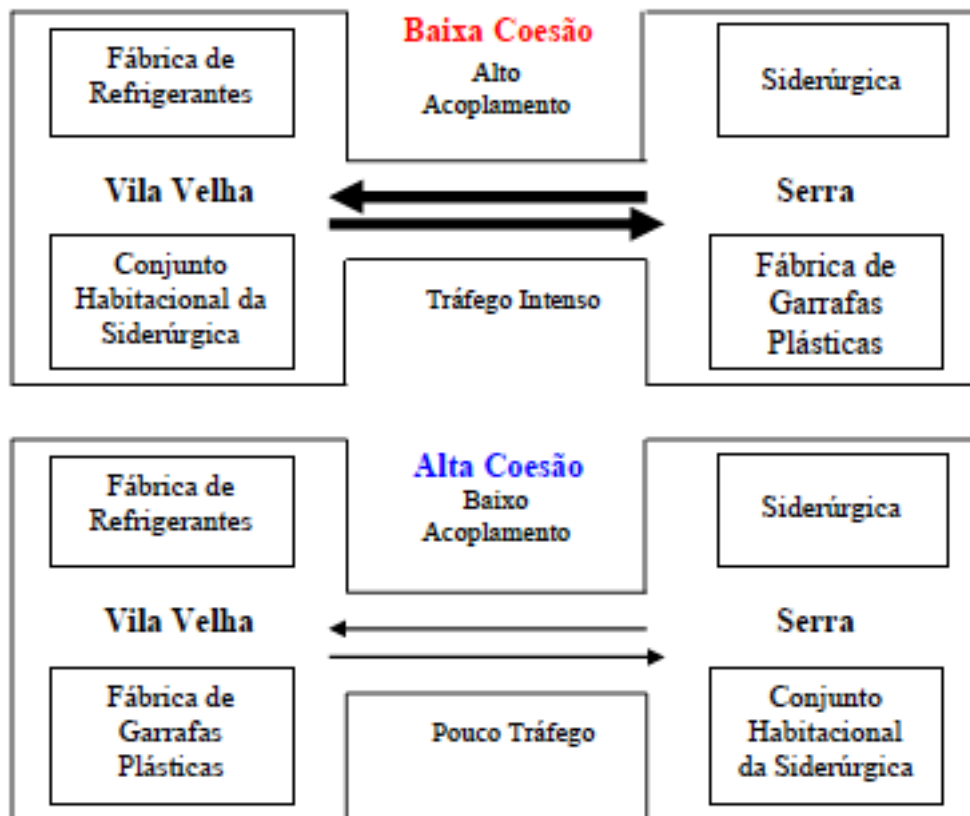 Fábrica de
Refrigerantes
Baixa Coesão
Alto
Acoplamento
Siderúrgica
Vila Velha
Serra
Conjunto
Habitacional da
Siderúrgica
Tráfego Intenso
Fábrica de
Garrafas
Plásticas
Fábrica de
Refrigerantes
Alta Coesão
Baixo
Acoplamento
Siderúrgica
Vila Velha
Serra
Fábrica de
Garrafas
Plásticas
Pouco Tráfego
Conjunto
Habitacional
da Siderúrgica